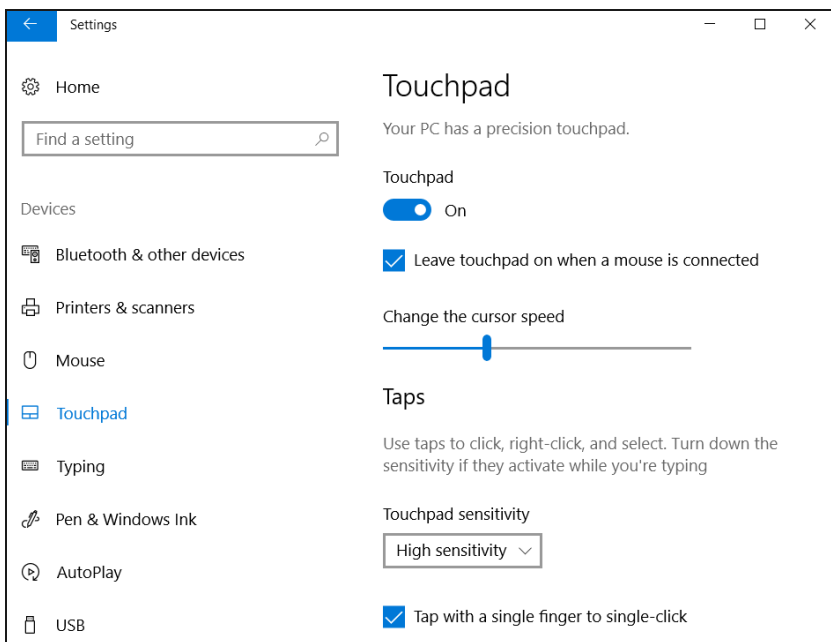 Settings
Home
Find a setting
Devices
Bluetooth & other devices
Printers & scanners
Mouse
Touchpad
Typing
Pen & Windows Ink
AutoPlay
USB
Touchpad
Your PC has a precision touchpad.
Touchpad
On
Leave touchpad on when a mouse is connected
Change the cursor speed
Taps
Use taps to click, right-click, and select. Turn down the
sensitivity if they activate while you're typing
Touchpad sensitivity
High sensitivity
Tap with a single finger to single-click